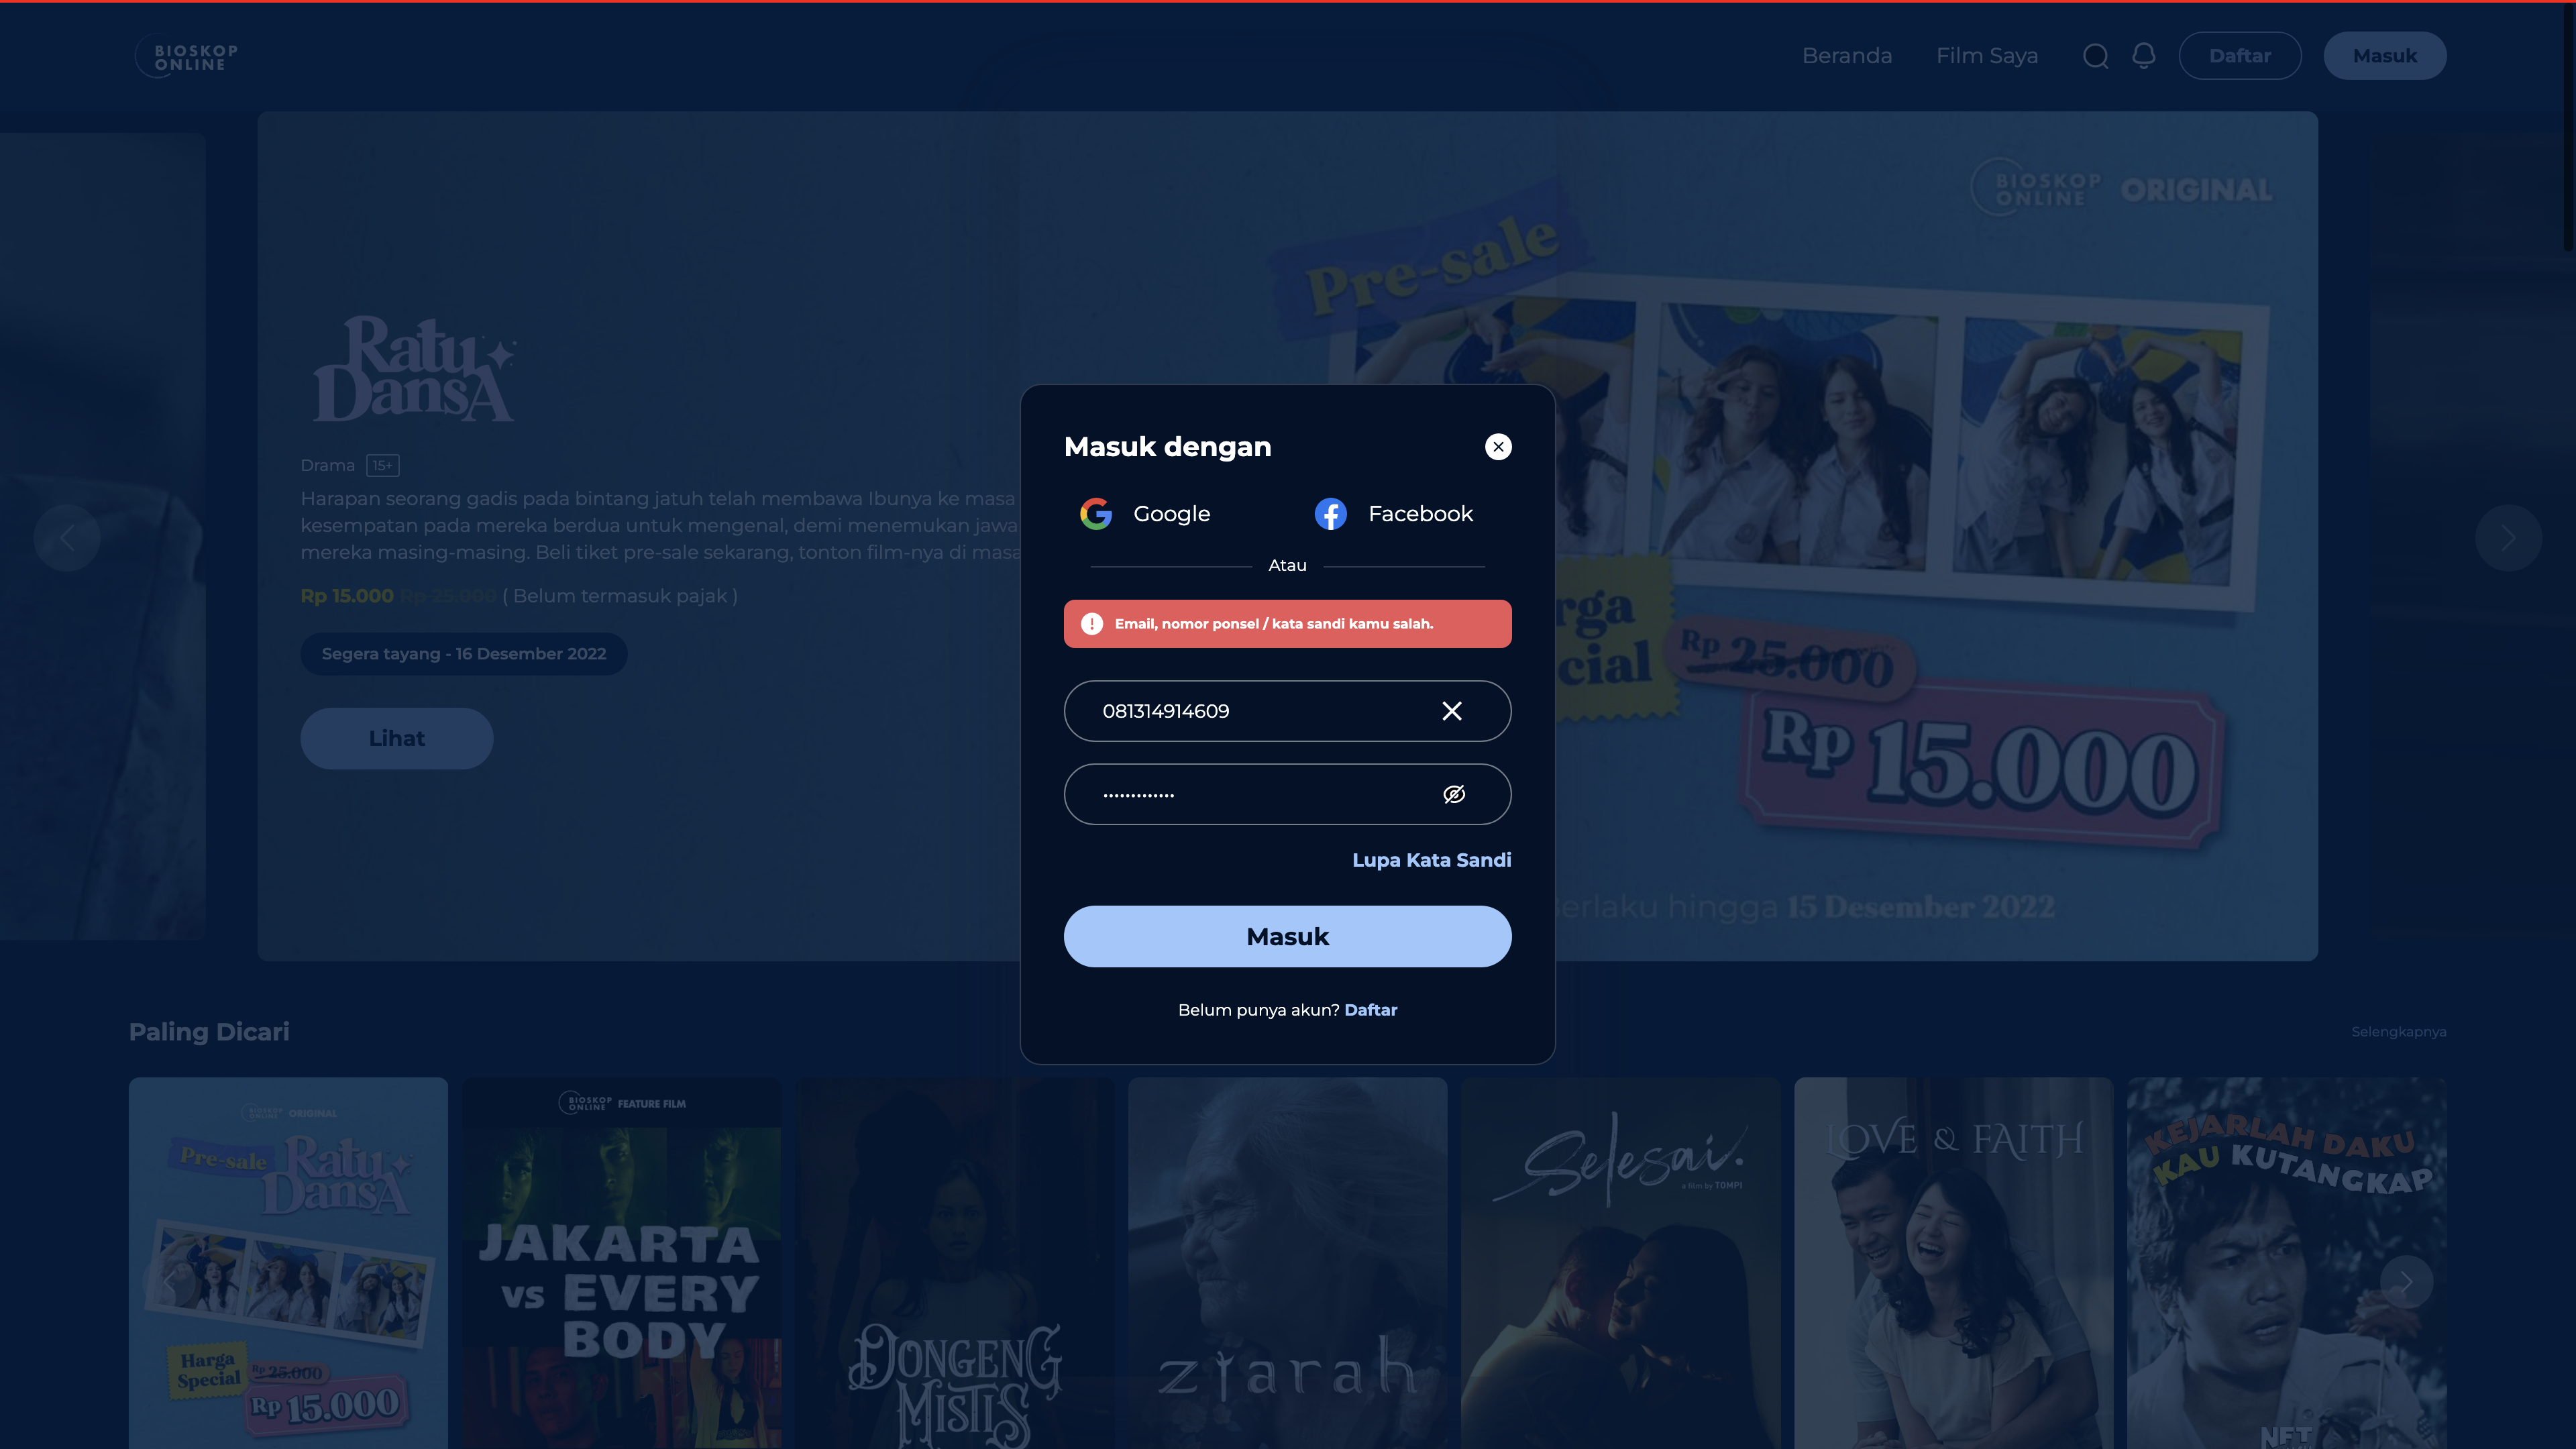 BIOSKOP
ONLINE
Beranda
Film Saya
Daftar
Masuk
BIOSKOP
ONLINE
ORIGINAL
Pre-sale
Ratu
DansA
Drama 15+
Harapan seorang gadis pada bintang jatuh telah membawa Ibunya ke masa
kesempatan pada mereka berdua untuk mengenal, demi menemukan jawa
mereka masing-masing. Beli tiket pre-sale sekarang, tonton film-nya di masa
Rp 15.000 Rp 25.000 ( Belum termasuk pajak )
Segera tayang - 16 Desember 2022
Lihat
rga
cial
Rp 25.000
Rp 15.000
erlaku hingga 15 Desember 2022
Masuk dengan
Google
Facebook
Atau
Email, nomor ponsel / kata sandi kamu salah.
081314914609
•••••••••••••
Lupa Kata Sandi
Masuk
Belum punya akun? Daftar
Paling Dicari
Selengkapnya
BIOSKOP
ONLINE
ORIGINAL
Pre-sale
Ratu
DansA
Harga
Special
Rp 25.000
Rp 15.000
BIOSKOP
ONLINE
FEATURE FILM
JAKARTA
VS EVERY
BODY
DONGENG
MISTIS
ziarah
Selesai.
a film by TOMPI
LOVE & FAITH
KEJARLAH DAKU
KAU KUTANGKAP
NFT